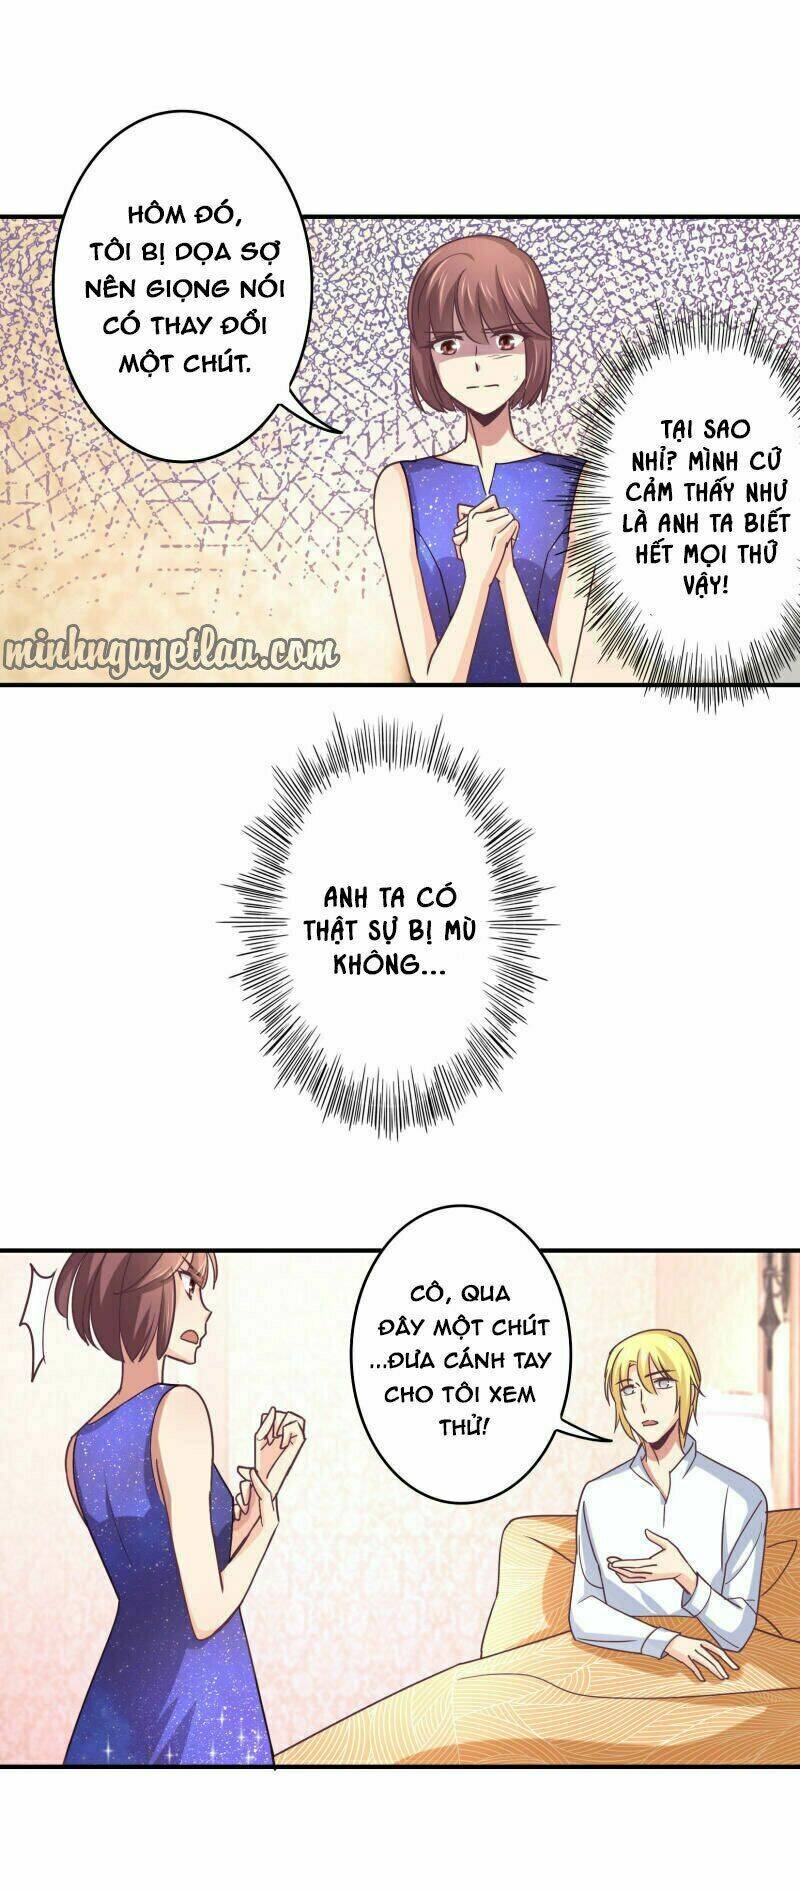 HÔM ĐÓ,
TÔI BỊ DỌA SỢ
NÊN GIỌNG NÓI
CÓ THAY ĐỔI
MỘT CHÚT.
TẠI SAO
NHỈ? MÌNH CỨ
CẢM THẤY NHƯ
LÀ ANH TA BIẾT
HẾT MỌI THỨ
VẬY!
minhnguyetlau.com
ANH TA CÓ
THẬT SỰ BỊ MÙ
KHÔNG...
CÔ, QUA
ĐÂY MỘT CHÚT
...ĐƯA CÁNH TAY
CHO TÔI XEM
THỬ!